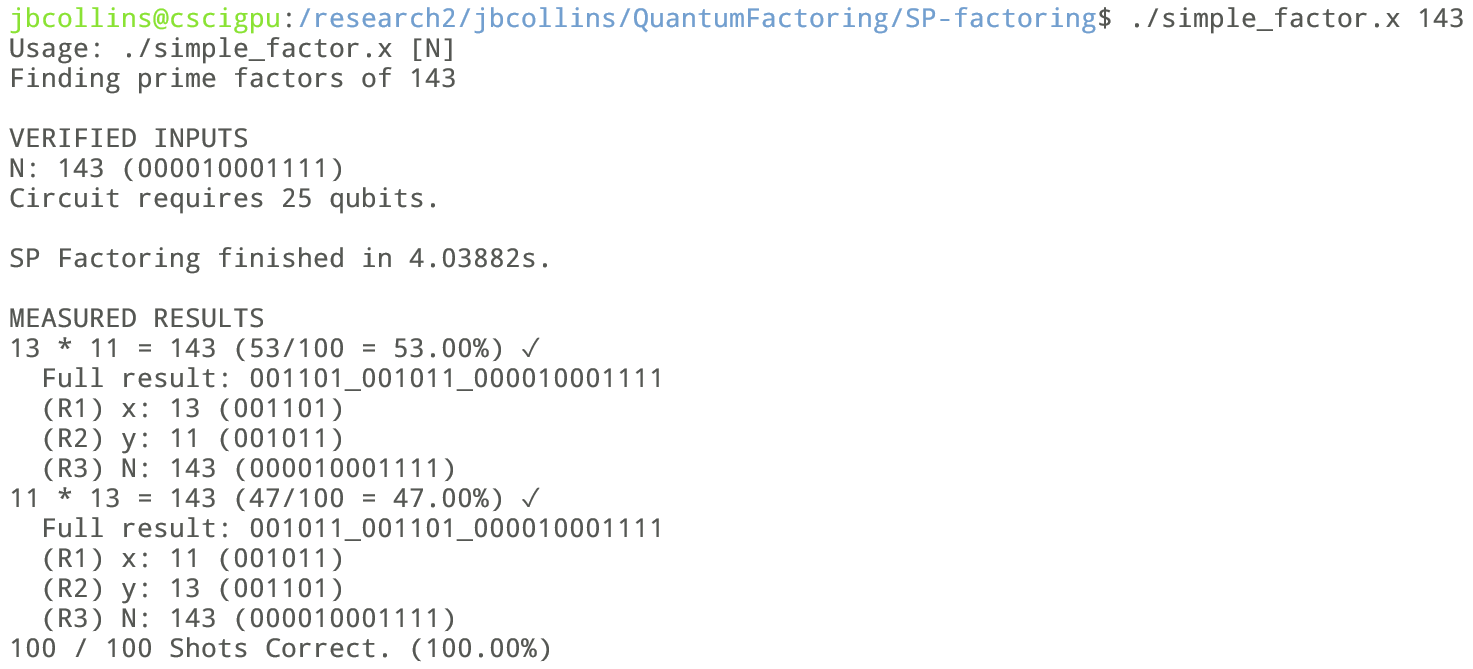 jbcollins@cscigpu:/research2/jbcollins/QuantumFactoring/SP-factoring$ ./simple_factor.x 143
Usage: ./simple_factor.x [N]
Finding prime factors of 143
VERIFIED INPUTS
N: 143 (000010001111)
Circuit requires 25 qubits.
SP Factoring finished in 4.03882s.
MEASURED RESULTS
13 * 11 = 143 (53/100 = 53.00%) ✓
Full result: 001101_001011_000010001111
(R1) x: 13 (001101)
(R2) y: 11 (001011)
(R3) N: 143 (000010001111)
11 * 13 = 143 (47/100 = 47.00%) ✓
Full result: 001011_001101_000010001111
(R1) x: 11 (001011)
(R2) y: 13 (001101)
(R3) N: 143 (000010001111)
100 / 100 Shots Correct. (100.00%)